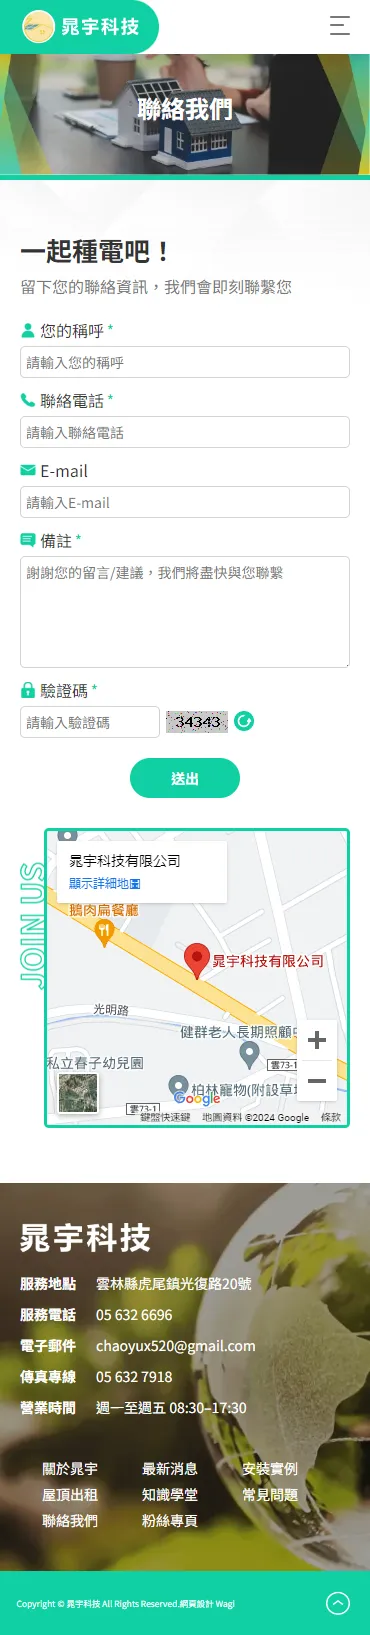 晁宇科技
聯絡我們
一起種電吧！
留下您的聯絡資訊，我們會即刻聯繫您
您的稱呼 *
請輸入您的稱呼
聯絡電話 *
請輸入聯絡電話
E-mail
請輸入E-mail
備註 *
謝謝您的留言/建議，我們將盡快與您聯繫
驗證碼 *
請輸入驗證碼 34343
送出
JOIN US
晁宇科技有限公司
顯示詳細地圖
鵝肉扁餐廳
晁宇科技有限公司
光明路
健群老人長期照顧中
雲73-1
私立春子幼兒園
柏林寵物(附設草坪
雲73-1
Google
鍵盤快速鍵 地圖資料 ©2024 Google 條款
晁宇科技
服務地點 雲林縣虎尾鎮光復路20號
服務電話 05 632 6696
電子郵件 chaoyux520@gmail.com
傳真專線 05 632 7918
營業時間 週一至週五 08:30–17:30
關於晁宇 最新消息 安裝實例
屋頂出租 知識學堂 常見問題
聯絡我們 粉絲專頁
Copyright © 晁宇科技 All Rights Reserved.網頁設計 Wagi